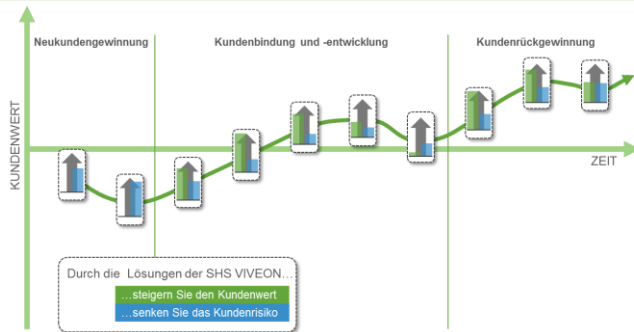 Neukundengewinnung
Kundenbindung und -entwicklung
Kundenrückgewinnung
KUNDENWERT
ZEIT
Durch die Lösungen der SHS VIVEON…
…steigern Sie den Kundenwert
…senken Sie das Kundenrisiko